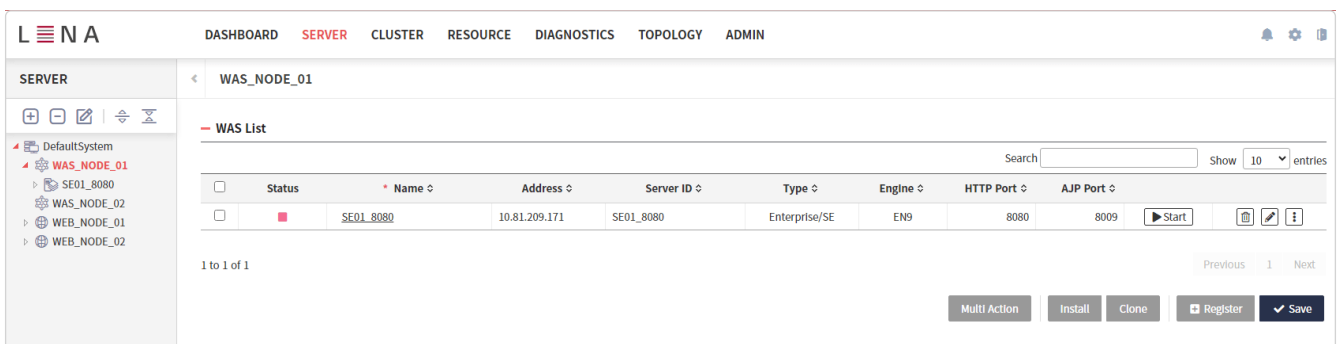 LENA
DASHBOARD SERVER CLUSTER RESOURCE DIAGNOSTICS TOPOLOGY ADMIN
SERVER
WAS_NODE_01
DefaultSystem
WAS_NODE_01
SE01_8080
WAS_NODE_02
WEB_NODE_01
WEB_NODE_02
WAS List
Search
Show 10 entries
Status * Name Address Server ID Type Engine HTTP Port AJP Port
SE01_8080 10.81.209.171 SE01_8080 Enterprise/SE EN9 8080 8009 Start
1 to 1 of 1
Previous 1 Next
Multi Action Install Clone Register Save